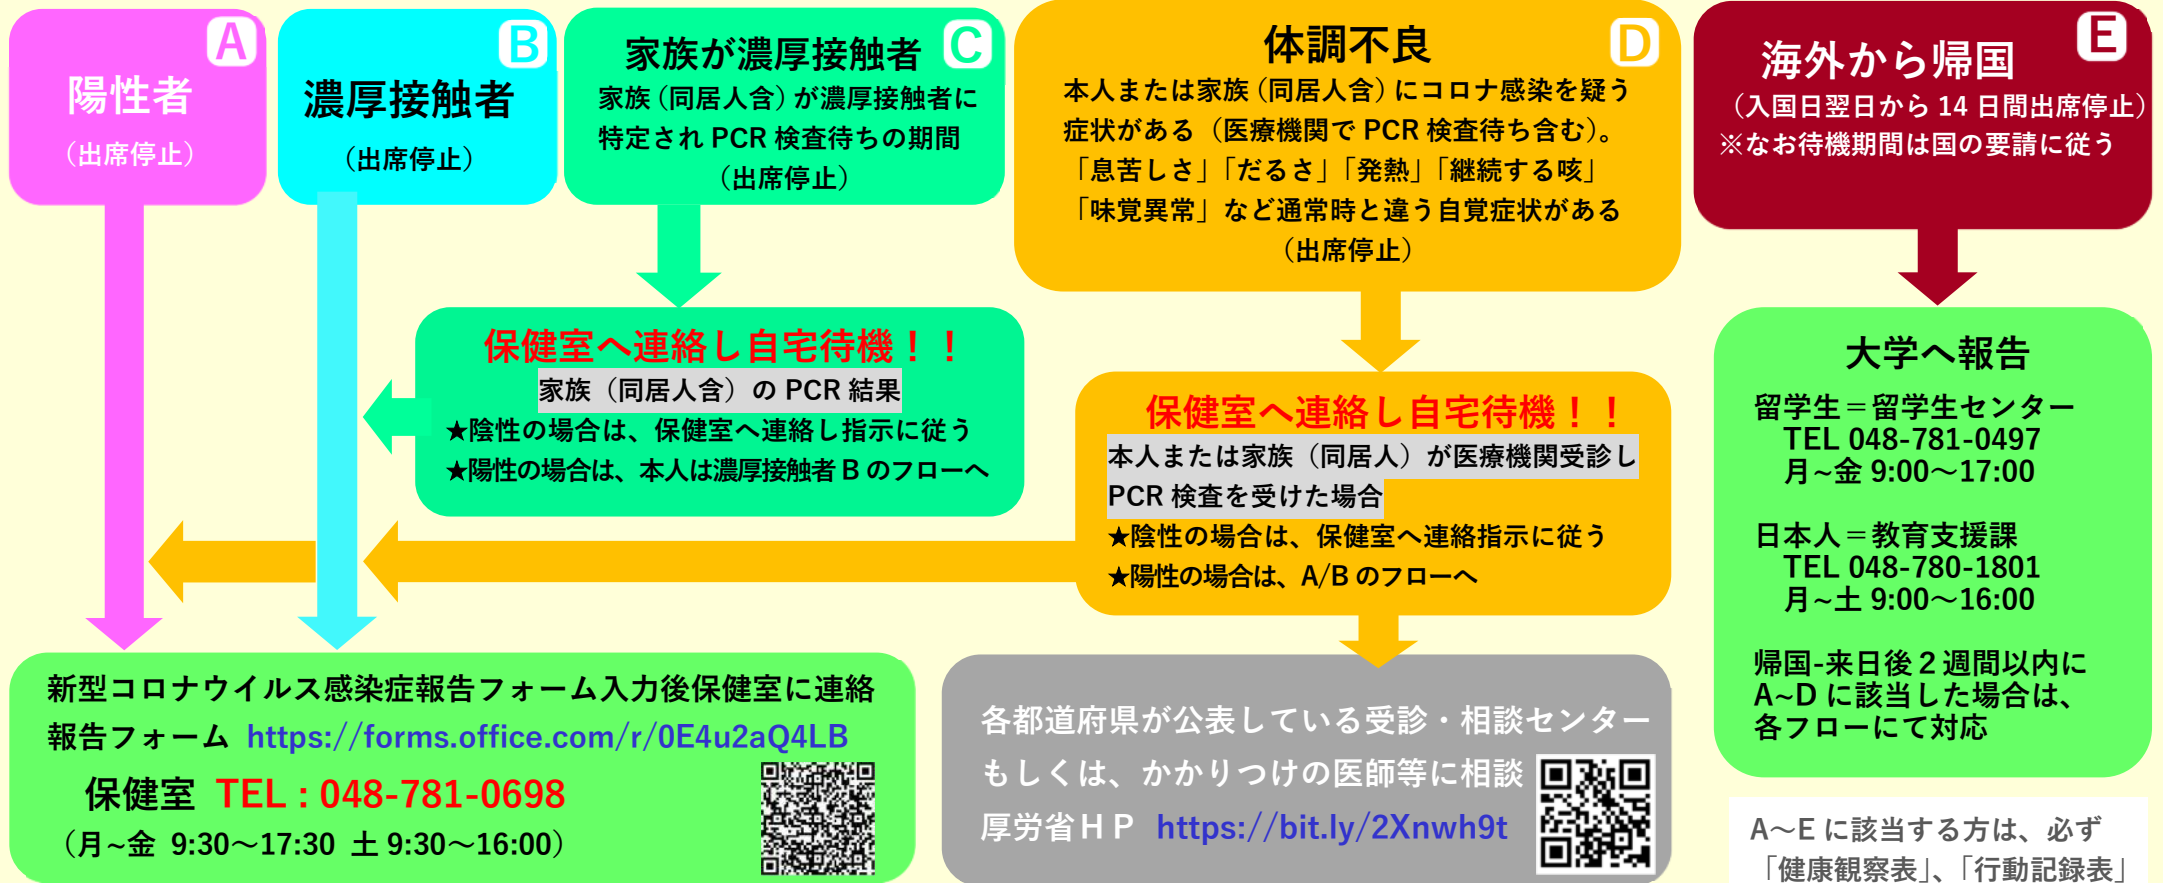 A
陽性者
（出席停止）
B
濃厚接触者
（出席停止）
C
家族が濃厚接触者
家族（同居人含）が濃厚接触者に
特定され PCR 検査待ちの期間
（出席停止）
D
体調不良
本人または家族（同居人含）にコロナ感染を疑う
症状がある（医療機関で PCR 検査待ち含む）。
「息苦しさ」「だるさ」「発熱」「継続する咳」
「味覚異常」など通常時と違う自覚症状がある
（出席停止）
E
海外から帰国
（入国日翌日から 14 日間出席停止）
※なお待機期間は国の要請に従う
保健室へ連絡し自宅待機！！
家族（同居人含）の PCR 結果
★陰性の場合は、保健室へ連絡し指示に従う
★陽性の場合は、本人は濃厚接触者 B のフローへ
保健室へ連絡し自宅待機！！
本人または家族（同居人）が医療機関受診し
PCR 検査を受けた場合
★陰性の場合は、保健室へ連絡指示に従う
★陽性の場合は、A/B のフローへ
大学へ報告
留学生＝留学生センター
TEL 048-781-0497
月~金 9:00～17:00
日本人＝教育支援課
TEL 048-780-1801
月~土 9:00～16:00
帰国-来日後２週間以内に
A~D に該当した場合は、
各フローにて対応
新型コロナウイルス感染症報告フォーム入力後保健室に連絡
報告フォーム https://forms.office.com/r/0E4u2aQ4LB
保健室 TEL : 048-781-0698
（月~金 9:30～17:30 土 9:30～16:00）
各都道府県が公表している受診・相談センター
もしくは、かかりつけの医師等に相談
厚労省ＨＰ https://bit.ly/2Xnwh9t
A～E に該当する方は、必ず
「健康観察表」、「行動記録表」